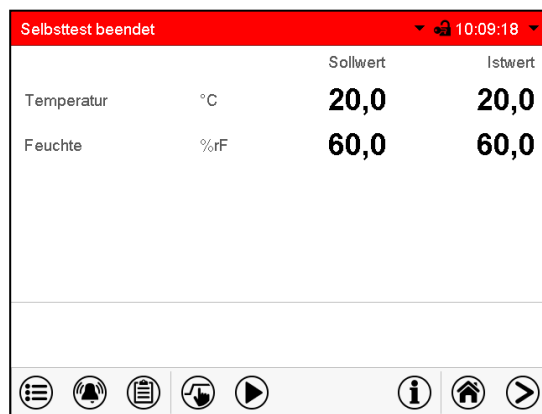 Selbsttest beendet 10:09:18
Sollwert Istwert
Temperatur °C 20,0 20,0
Feuchte %rF 60,0 60,0